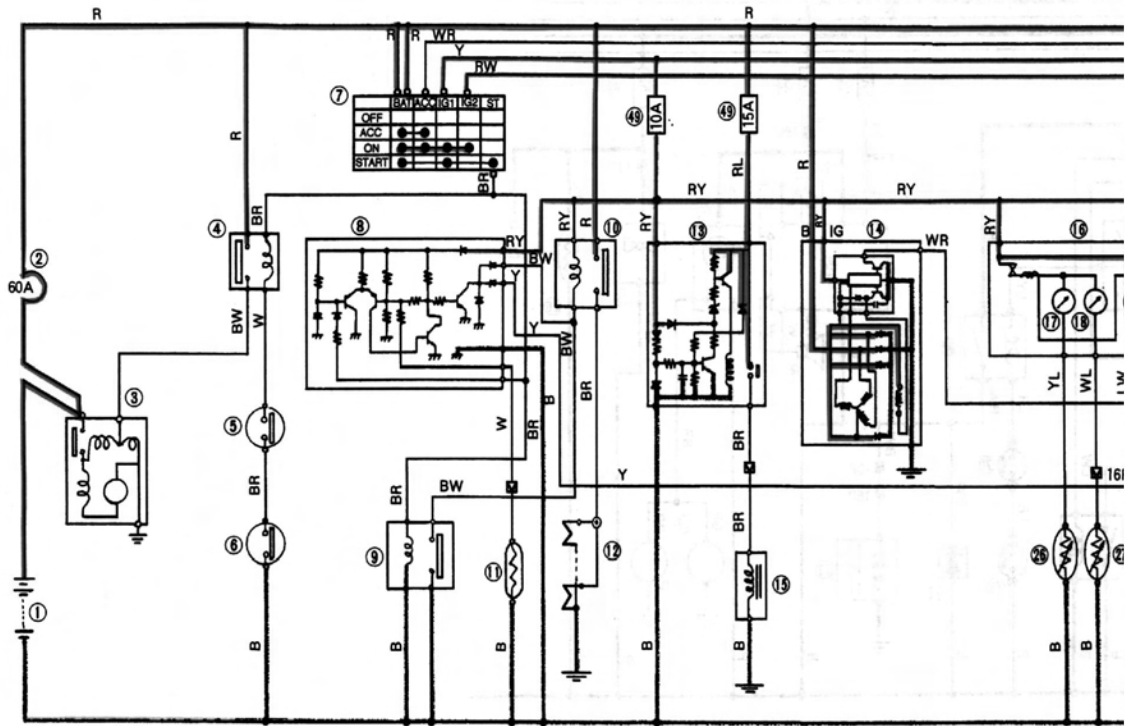 R
R
R
R
WR
Y
RW
⑦
BAT ACC IG1 IG2 ST
OFF
ACC
ON
START
BR
㊾ 10A
㊾ 15A
R
④
BR
RL
R
RY
RY
② 60A
⑧
RY
BW
Y
RY
R
⑩
RY
⑬
B
RY
IG
⑭
WR
RY
⑯
BW
W
⑰
⑱
③
Y
BW
B
BR
YL
WL
⑤
W
BR
BR
BR
Y
16
BW
BR
BR
⑥
⑨
⑪
⑫
⑮
㉖
①
B
B
B
B
B
B
B